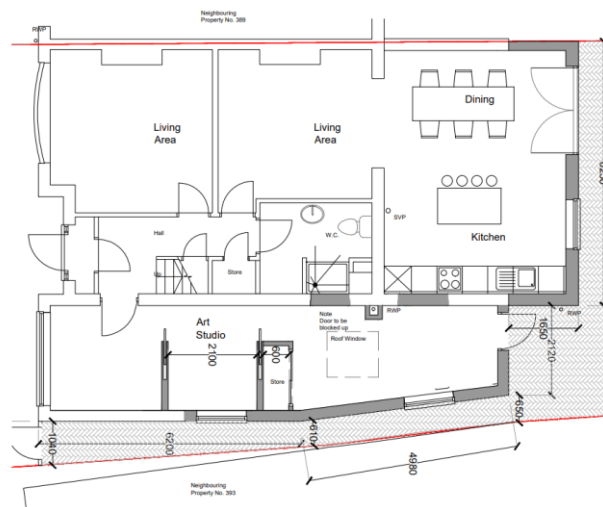 Neighbouring
Property No. 389
RWP
Dining
Living
Area
Living
Area
SVP
Hall
W.C.
Kitchen
Up
Store
Note
Door to be
blocked up
RWP
RWP
Art
Studio
Roof Window
2100
600
Store
1650
2120
650
610
1040
6200
4980
Neighbouring
Property No. 393